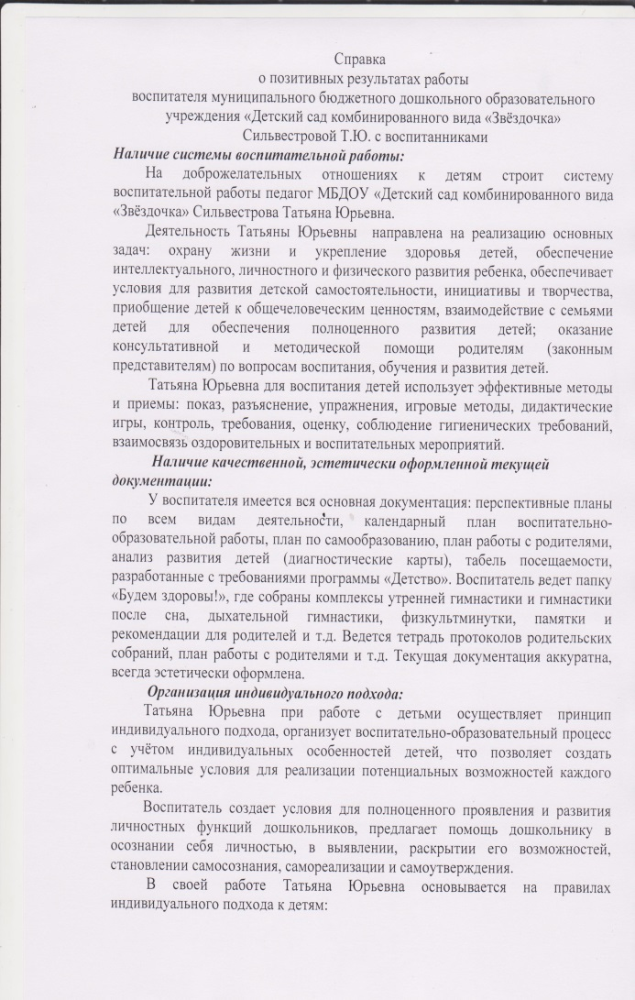 Справка
о позитивных результатах работы
воспитателя муниципального бюджетного дошкольного образовательного
учреждения «Детский сад комбинированного вида «Звёздочка»
Сильвестровой Т.Ю. с воспитанниками
Наличие системы воспитательной работы:
На доброжелательных отношениях к детям строит систему
воспитательной работы педагог МБДОУ «Детский сад комбинированного вида
«Звёздочка» Сильвестрова Татьяна Юрьевна.
Деятельность Татьяны Юрьевны направлена на реализацию основных
задач: охрану жизни и укрепление здоровья детей, обеспечение
интеллектуального, личностного и физического развития ребенка, обеспечивает
условия для развития детской самостоятельности, инициативы и творчества,
приобщение детей к общечеловеческим ценностям, взаимодействие с семьями
детей для обеспечения полноценного развития детей; оказание
консультативной и методической помощи родителям (законным
представителям) по вопросам воспитания, обучения и развития детей.
Татьяна Юрьевна для воспитания детей использует эффективные методы
и приемы: показ, разъяснение, упражнения, игровые методы, дидактические
игры, контроль, требования, оценку, соблюдение гигиенических требований,
взаимосвязь оздоровительных и воспитательных мероприятий.
Наличие качественной, эстетически оформленной текущей
документации:
У воспитателя имеется вся основная документация: перспективные планы
по всем видам деятельности, календарный план воспитательно-
образовательной работы, план по самообразованию, план работы с родителями,
анализ развития детей (диагностические карты), табель посещаемости,
разработанные с требованиями программы «Детство». Воспитатель ведет папку
«Будем здоровы!», где собраны комплексы утренней гимнастики и гимнастики
после сна, дыхательной гимнастики, физкультминутки, памятки и
рекомендации для родителей и т.д. Ведется тетрадь протоколов родительских
собраний, план работы с родителями и т.д. Текущая документация аккуратна,
всегда эстетически оформлена.
Организация индивидуального подхода:
Татьяна Юрьевна при работе с детьми осуществляет принцип
индивидуального подхода, организует воспитательно-образовательный процесс
с учётом индивидуальных особенностей детей, что позволяет создать
оптимальные условия для реализации потенциальных возможностей каждого
ребенка.
Воспитатель создает условия для полноценного проявления и развития
личностных функций дошкольников, предлагает помощь дошкольнику в
осознании себя личностью, в выявлении, раскрытии его возможностей,
становлении самосознания, самореализации и самоутверждения.
В своей работе Татьяна Юрьевна основывается на правилах
индивидуального подхода к детям: